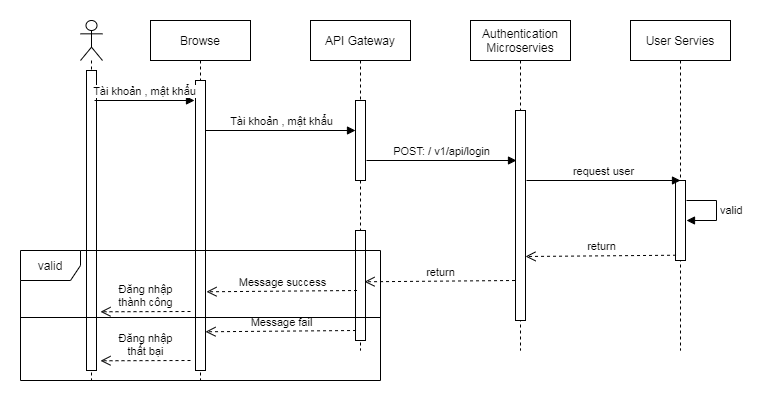 Browse
API Gateway
Authentication
Microservies
User Servies
Tài khoản , mật khẩu
Tài khoản , mật khẩu
POST: / v1/api/login
request user
valid
return
valid
return
Message success
Đăng nhập
thành công
Message fail
Đăng nhập
thất bại